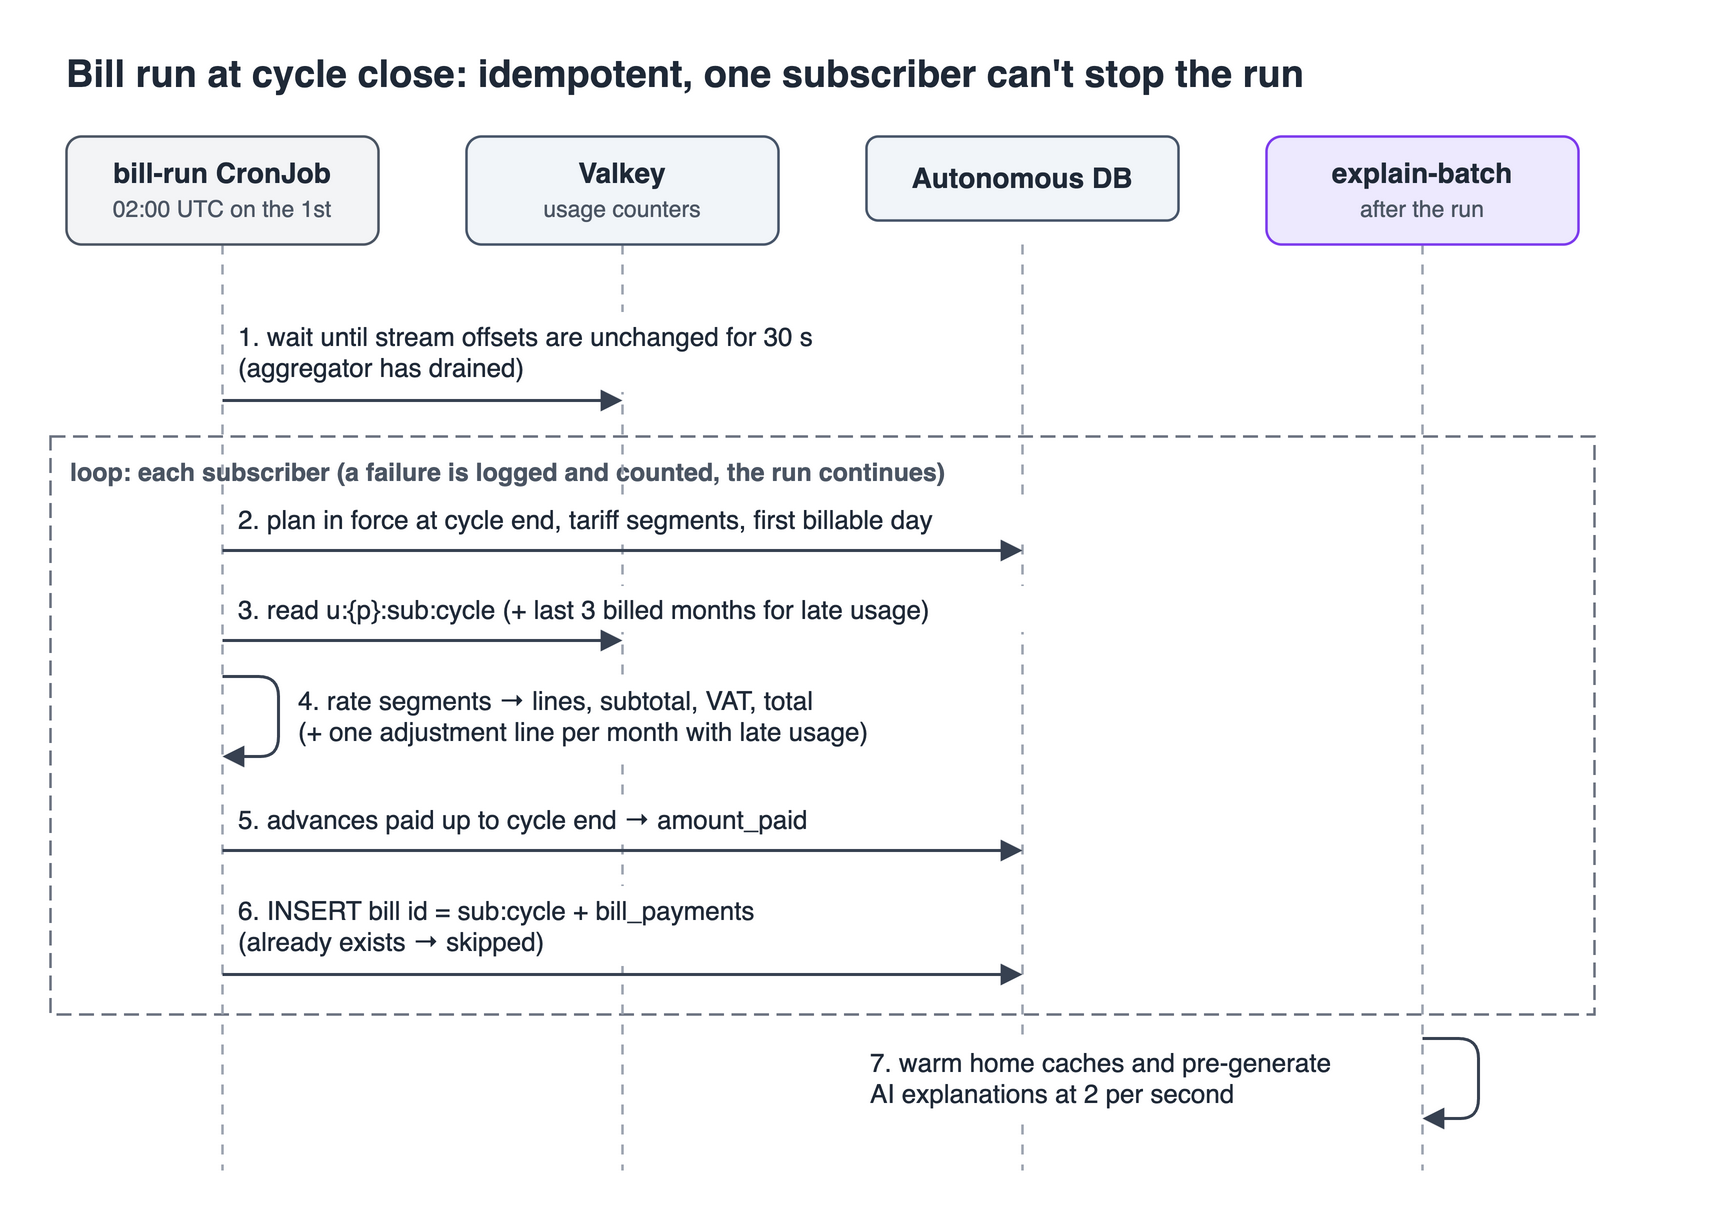 Bill run at cycle close: idempotent, one subscriber can't stop the run
bill-run CronJob
02:00 UTC on the 1st
Valkey
usage counters
Autonomous DB
explain-batch
after the run
1. wait until stream offsets are unchanged for 30 s
(aggregator has drained)
loop: each subscriber (a failure is logged and counted, the run continues)
2. plan in force at cycle end, tariff segments, first billable day
3. read u:{p}:sub:cycle (+ last 3 billed months for late usage)
4. rate segments → lines, subtotal, VAT, total
(+ one adjustment line per month with late usage)
5. advances paid up to cycle end → amount_paid
6. INSERT bill id = sub:cycle + bill_payments
(already exists → skipped)
7. warm home caches and pre-generate
AI explanations at 2 per second